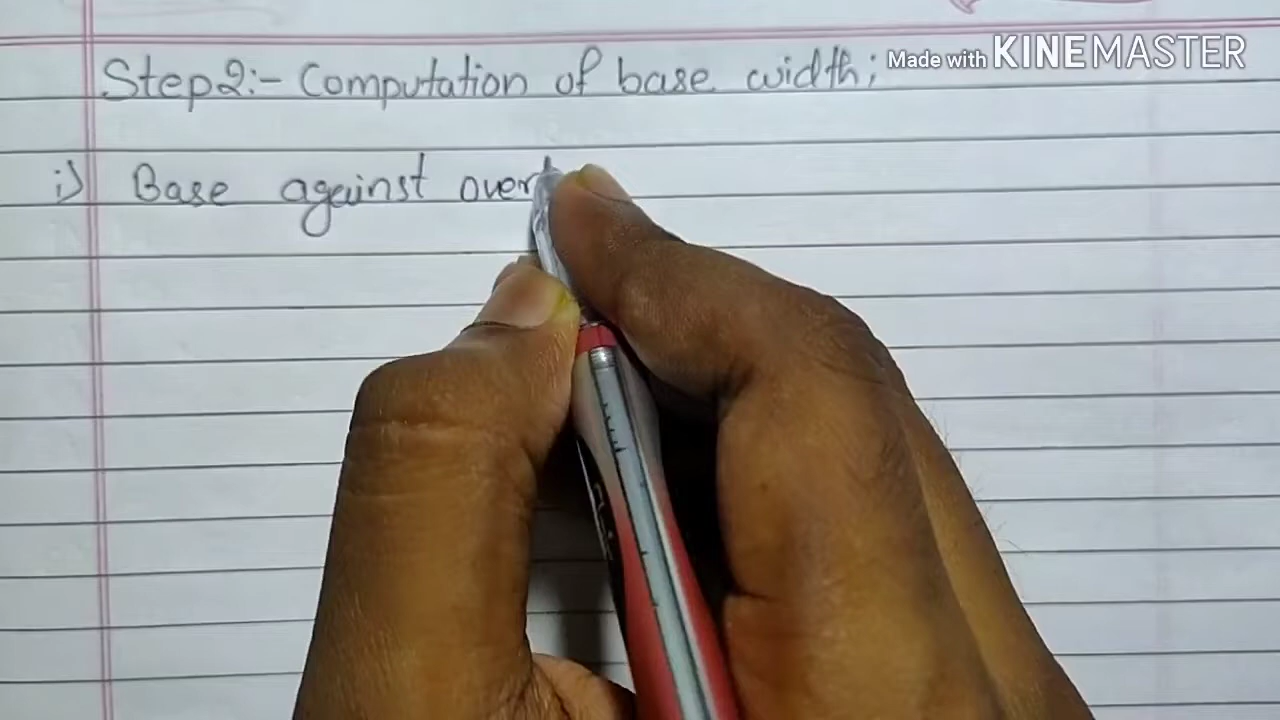 Made with KINEMASTER
Step2:- Computation of base width;
i) Base against over